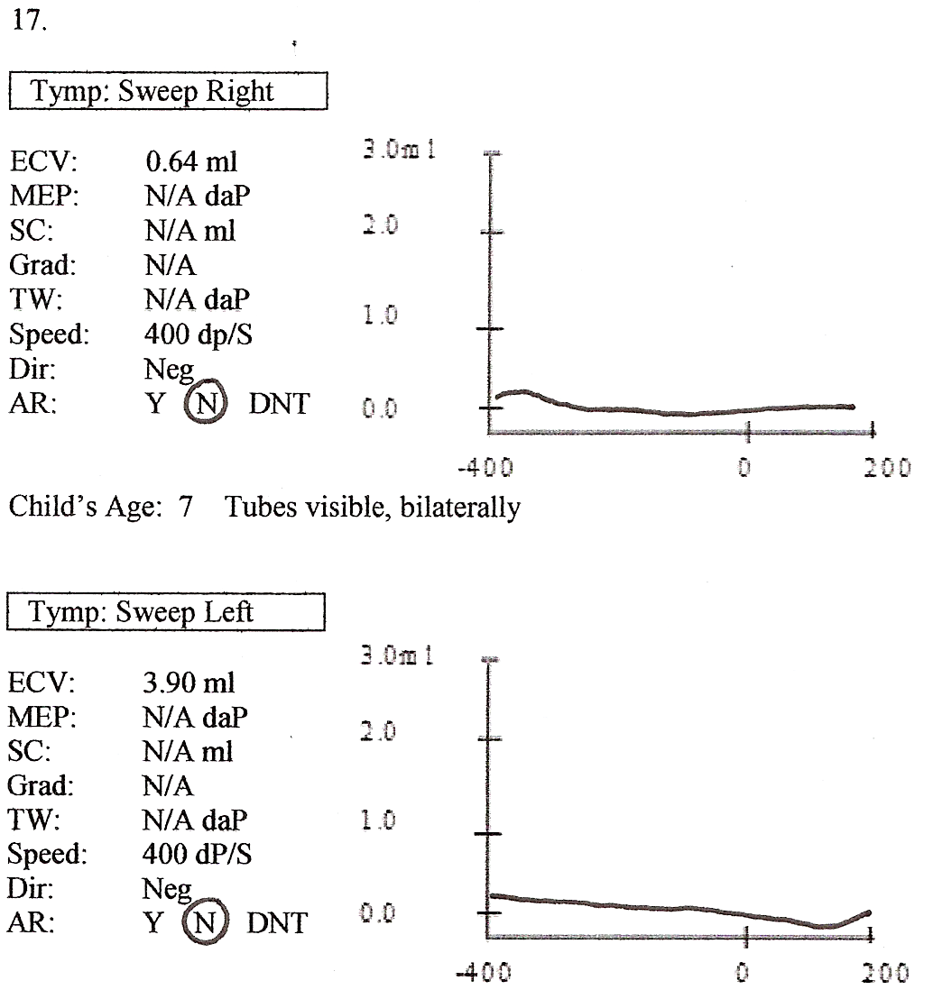 17.
Tymp: Sweep Right
ECV: 0.64 ml
MEP: N/A daP
SC: N/A ml
Grad: N/A
TW: N/A daP
Speed: 400 dp/S
Dir: Neg
AR: Y N DNT
3.0ml
2.0
1.0
0.0
-400 0 200
Child's Age: 7 Tubes visible, bilaterally
Tymp: Sweep Left
ECV: 3.90 ml
MEP: N/A daP
SC: N/A ml
Grad: N/A
TW: N/A daP
Speed: 400 dP/S
Dir: Neg
AR: Y N DNT
3.0ml
2.0
1.0
0.0
-400 0 200